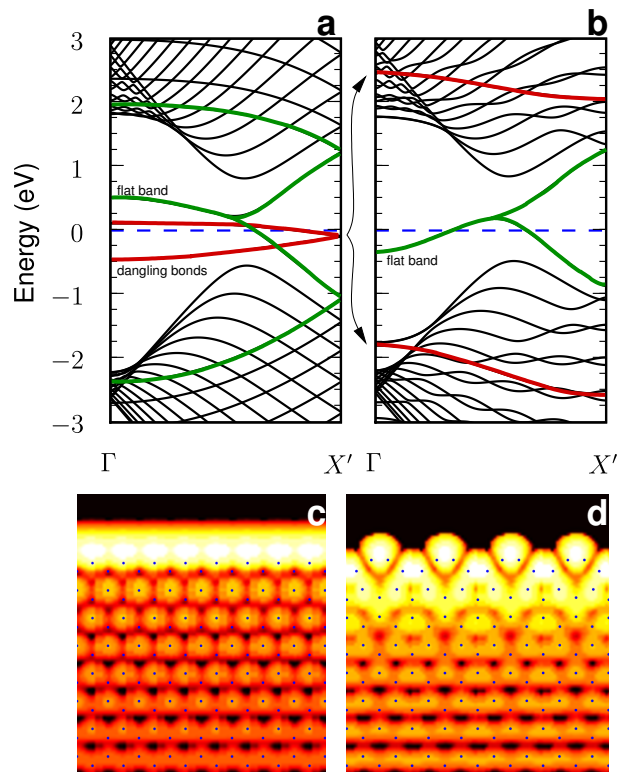 a
b
3
2
1
0
−1
−2
−3
Energy (eV)
flat band
dangling bonds
flat band
Γ
X′
Γ
X′
c
d